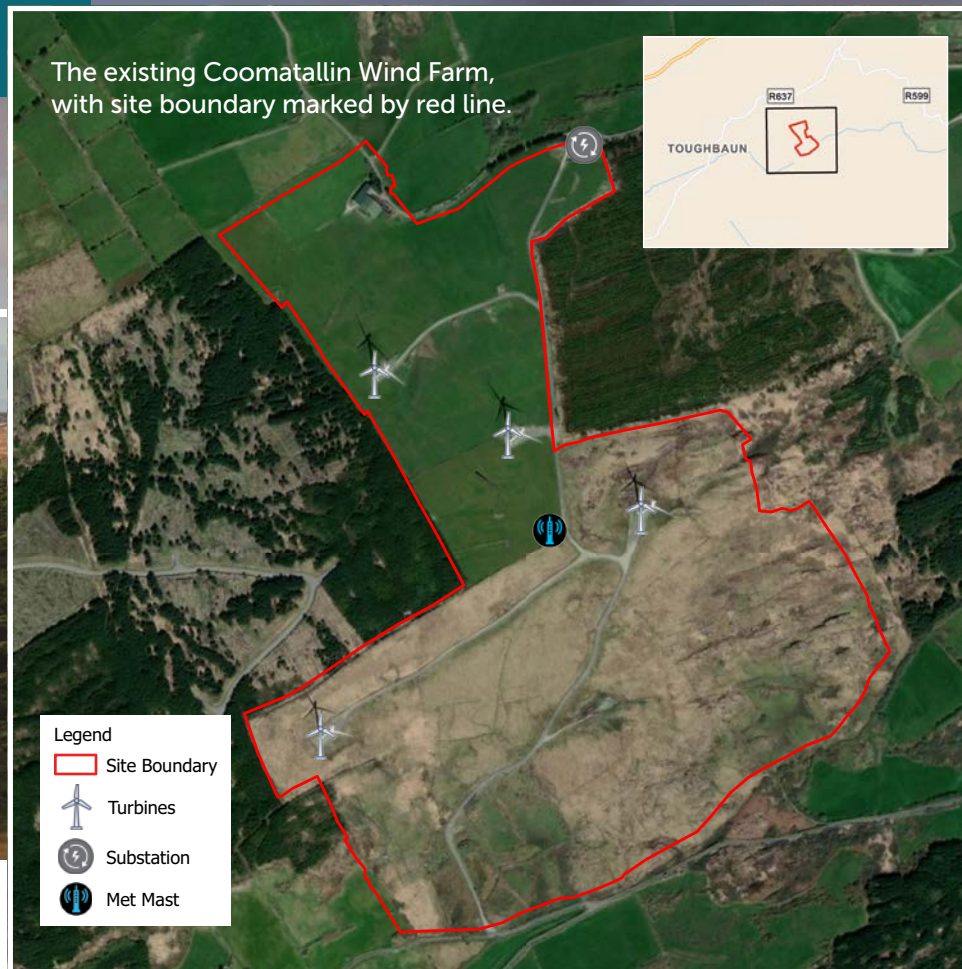 The existing Coomatallin Wind Farm,
with site boundary marked by red line.
R637
R599
TOUGHBAUN
Legend
Site Boundary
Turbines
Substation
Met Mast